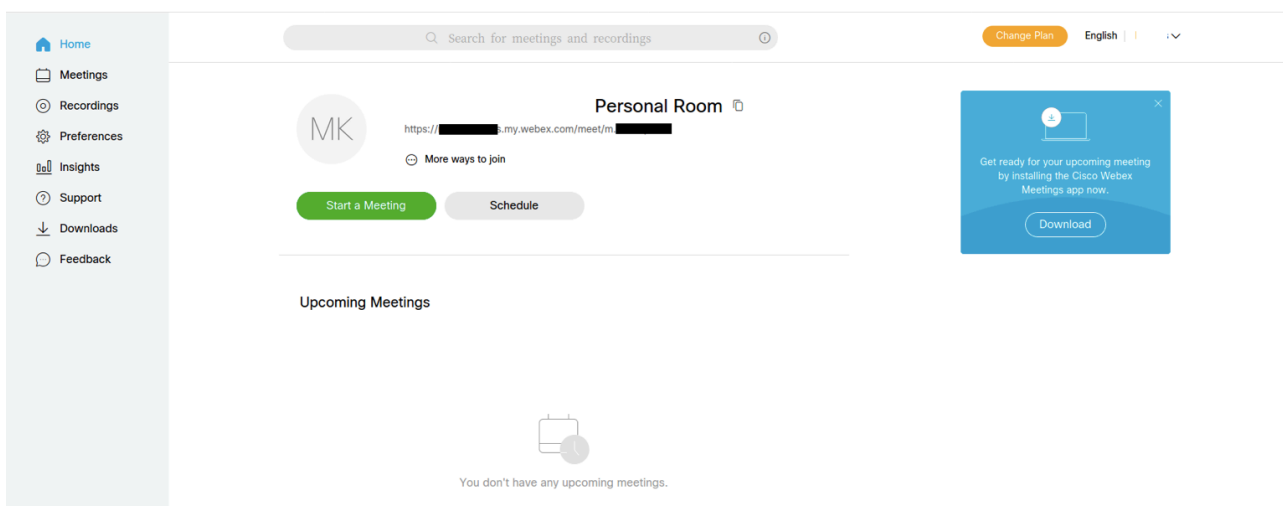 Home
Meetings
Recordings
Preferences
Insights
Support
Downloads
Feedback
Search for meetings and recordings
Change Plan
English
MK
Personal Room
https:// s.my.webex.com/meet/m.
More ways to join
Start a Meeting
Schedule
Get ready for your upcoming meeting
by installing the Cisco Webex
Meetings app now.
Download
Upcoming Meetings
You don't have any upcoming meetings.